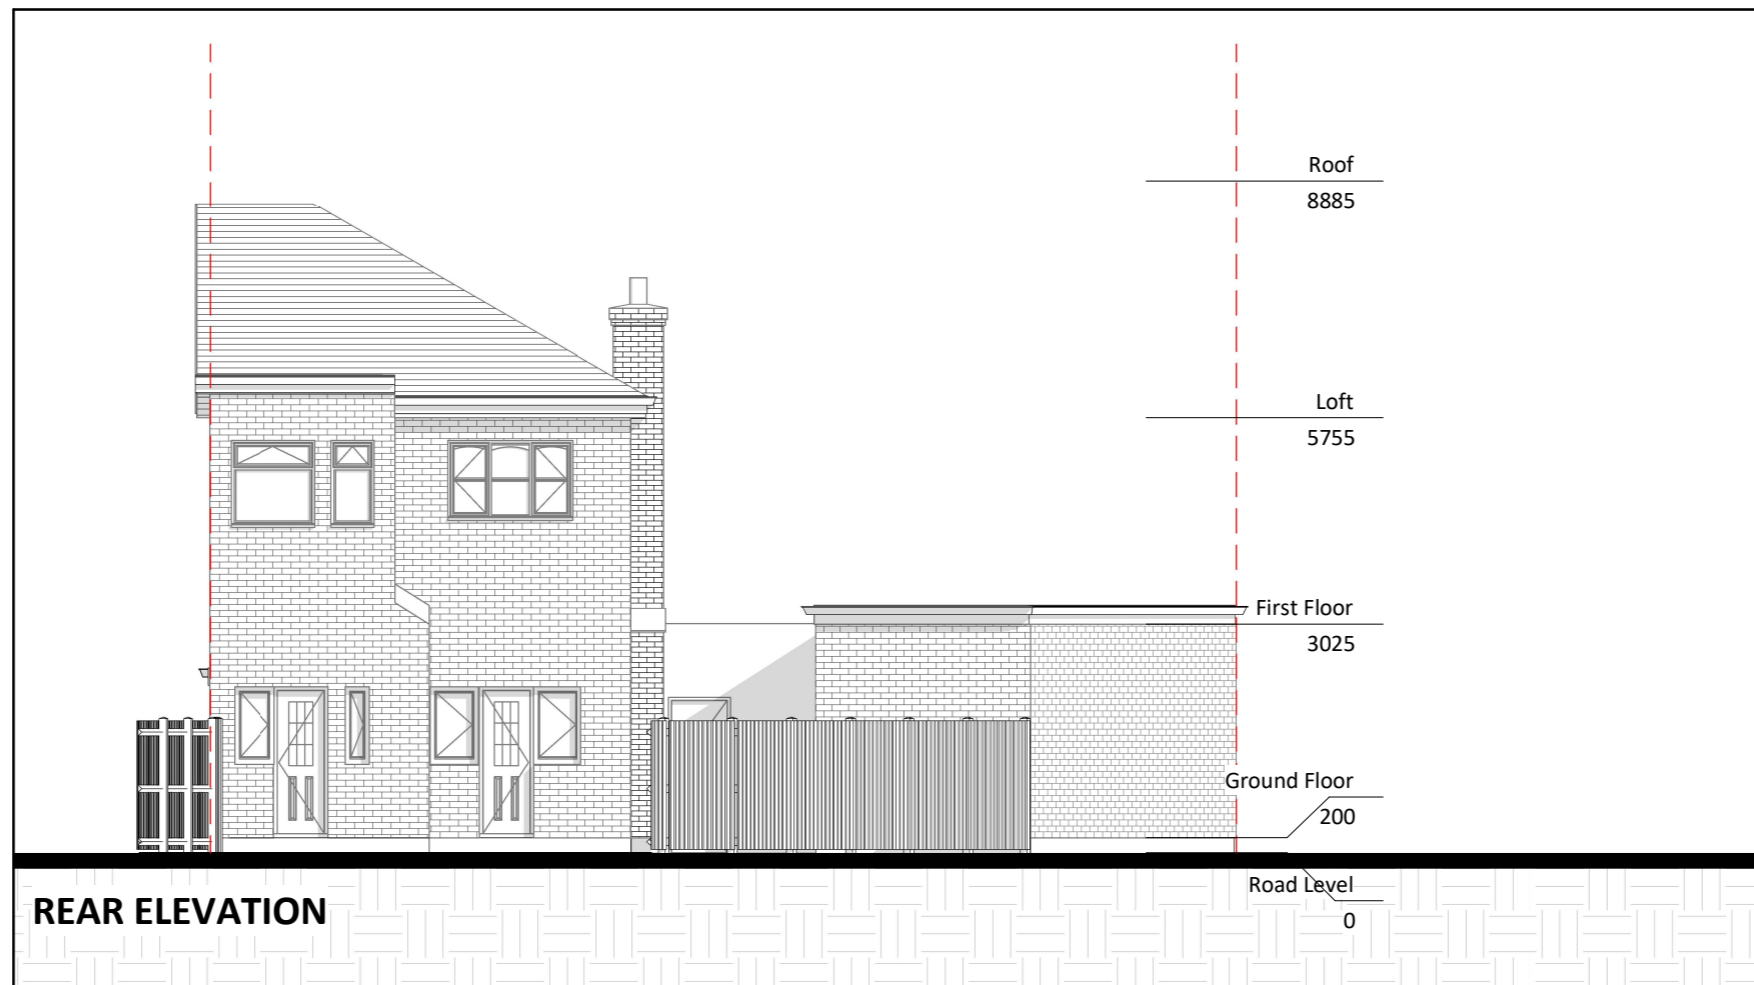 Roof
8885
Loft
5755
First Floor
3025
Ground Floor
200
Road Level
0
REAR ELEVATION